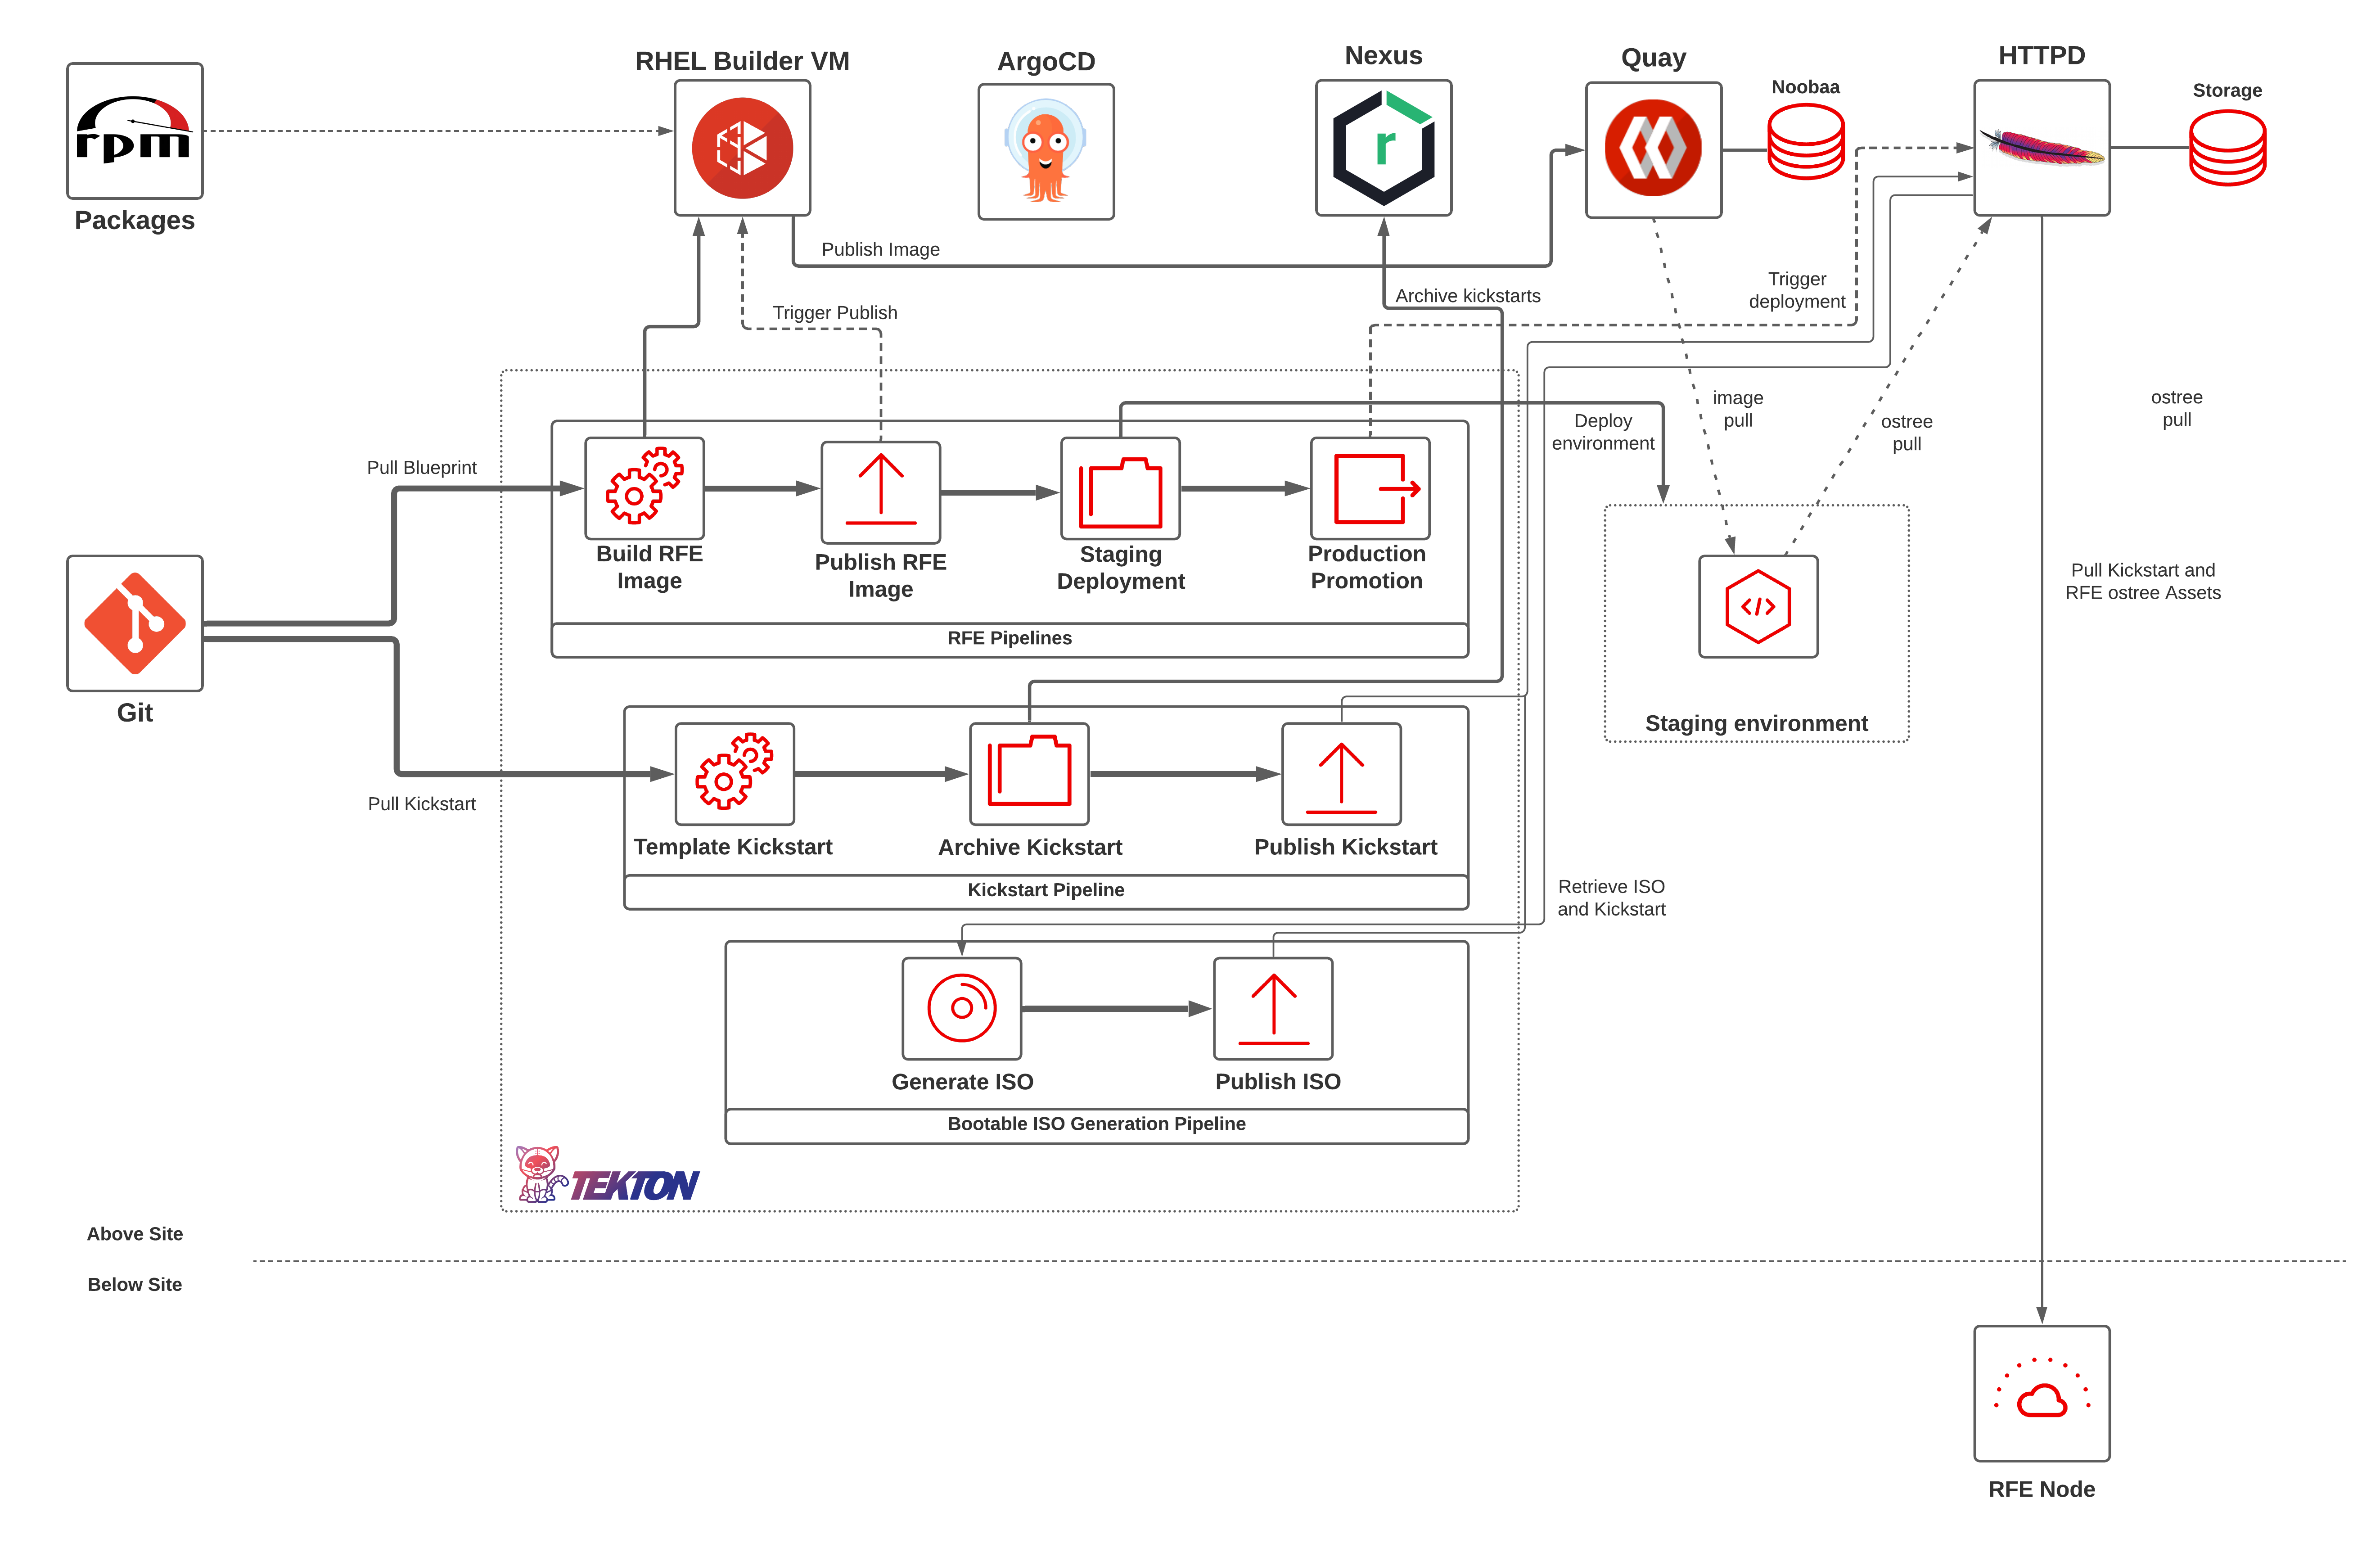 RHEL Builder VM
ArgoCD
Nexus
Quay
HTTPD
Noobaa
Storage
rpm
r
Packages
Publish Image
Trigger Publish
Archive kickstarts
Trigger
deployment
image
pull
ostree
pull
ostree
pull
Deploy
environment
Pull Blueprint
Build RFE
Image
Publish RFE
Image
Staging
Deployment
Production
Promotion
RFE Pipelines
Pull Kickstart and
RFE ostree Assets
Git
Staging environment
Pull Kickstart
Template Kickstart
Archive Kickstart
Publish Kickstart
Kickstart Pipeline
Retrieve ISO
and Kickstart
Generate ISO
Publish ISO
Bootable ISO Generation Pipeline
TEKTON
Above Site
Below Site
RFE Node